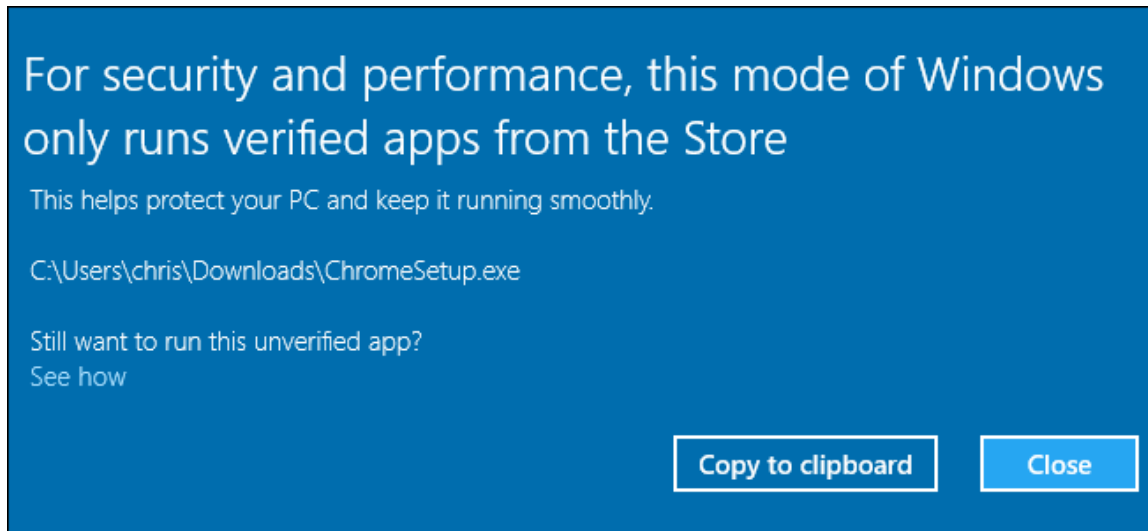 For security and performance, this mode of Windows
only runs verified apps from the Store
This helps protect your PC and keep it running smoothly.
C:\Users\chris\Downloads\ChromeSetup.exe
Still want to run this unverified app?
See how
Copy to clipboard
Close